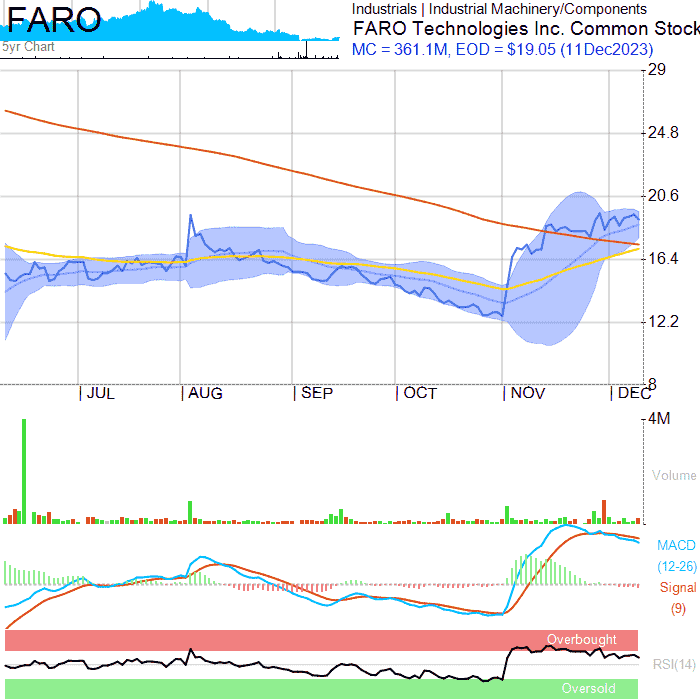 FARO
5yr Chart
Industrials | Industrial Machinery/Components
FARO Technologies Inc. Common Stock
MC = 361.1M, EOD = $19.05 (11Dec2023)
29
24.8
20.6
16.4
12.2
8
JUL AUG SEP OCT NOV DEC
4M
Volume
MACD
(12-26)
Signal
(9)
Overbought
RSI(14)
Oversold